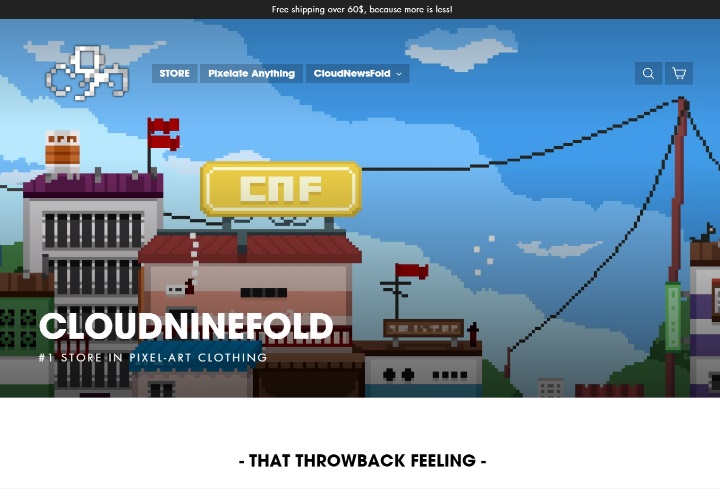 Free shipping over 60$, because more is less!
STORE
Pixelate Anything
CloudNewsFold
CNF
CLOUDNINEFOLD
#1 STORE IN PIXEL-ART CLOTHING
- THAT THROWBACK FEELING -